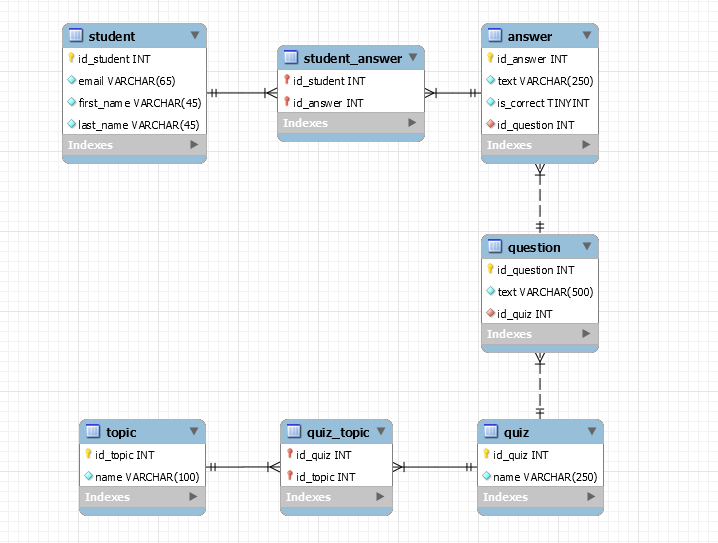 student
id_student INT
email VARCHAR(65)
first_name VARCHAR(45)
last_name VARCHAR(45)
Indexes
student_answer
id_student INT
id_answer INT
Indexes
answer
id_answer INT
text VARCHAR(250)
is_correct TINYINT
id_question INT
Indexes
question
id_question INT
text VARCHAR(500)
id_quiz INT
Indexes
topic
id_topic INT
name VARCHAR(100)
Indexes
quiz_topic
id_quiz INT
id_topic INT
Indexes
quiz
id_quiz INT
name VARCHAR(250)
Indexes